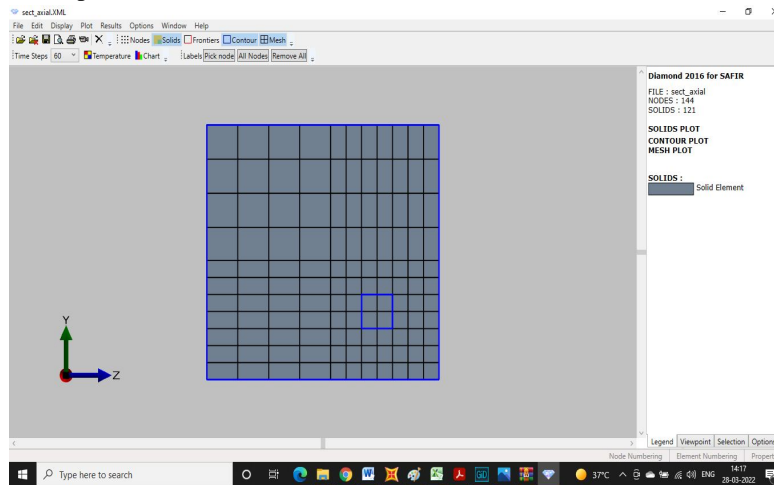 sect_axial.XML
File Edit Display Plot Results Options Window Help
Nodes Solids Frontiers Contour Mesh
Time Steps 60 Temperature Chart Labels Pick node All Nodes Remove All
Diamond 2016 for SAFIR
FILE : sect_axial
NODES : 144
SOLIDS : 121
SOLIDS PLOT
CONTOUR PLOT
MESH PLOT
SOLIDS :
Solid Element
Y
Z
Legend Viewpoint Selection Options
Node Numbering Element Numbering
Type here to search
37°C ENG 14:17
28-03-2022